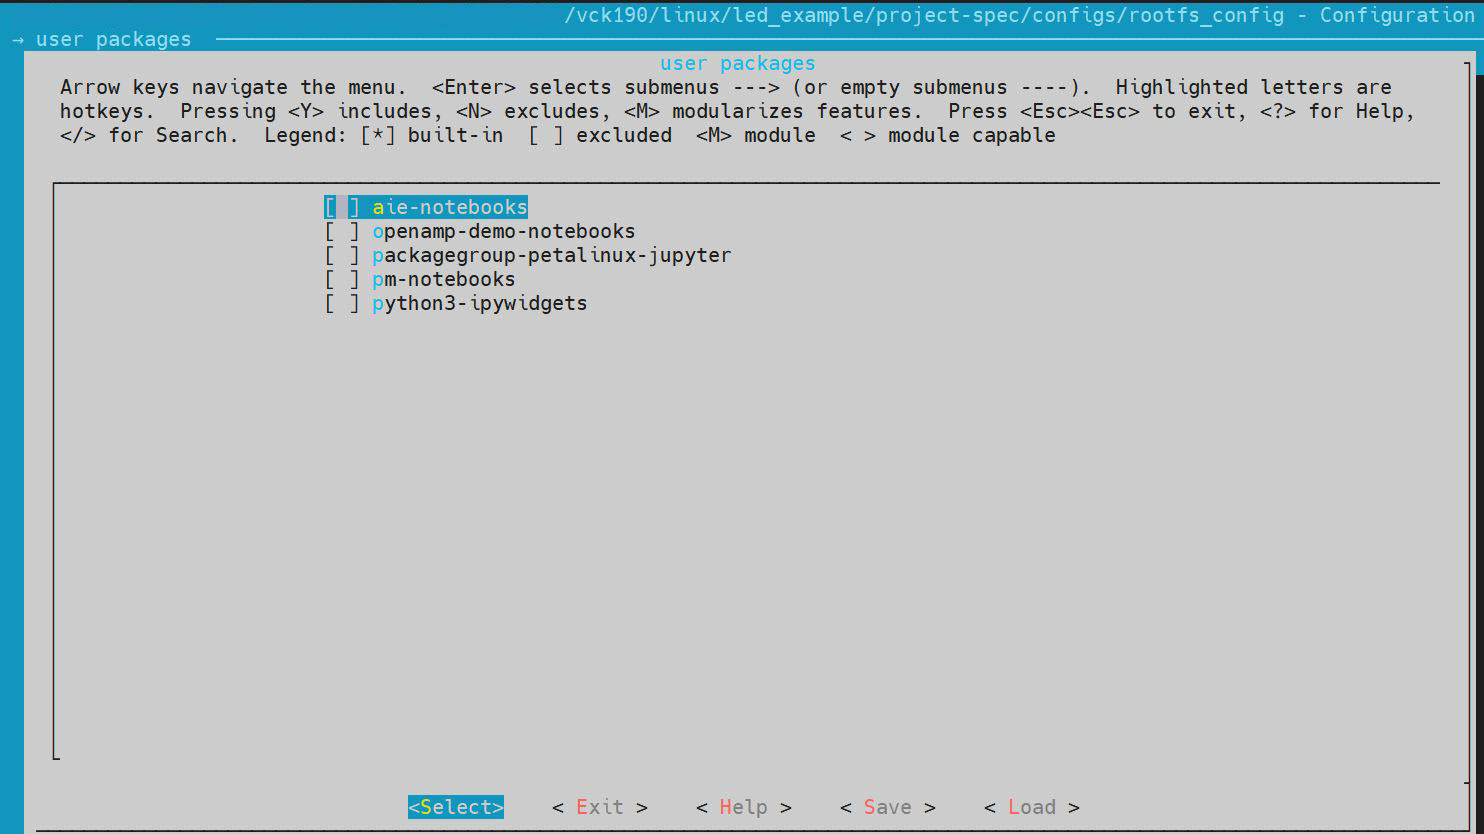 /vck190/linux/led_example/project-spec/configs/rootfs_config - Configuration
→ user packages
user packages
Arrow keys navigate the menu.  <Enter> selects submenus ---> (or empty submenus ----).  Highlighted letters are
hotkeys.  Pressing <Y> includes, <N> excludes, <M> modularizes features.  Press <Esc><Esc> to exit, <?> for Help,
</> for Search.  Legend: [*] built-in  [ ] excluded  <M> module  < > module capable
[ ] aie-notebooks
[ ] openamp-demo-notebooks
[ ] packagegroup-petalinux-jupyter
[ ] pm-notebooks
[ ] python3-ipywidgets
<Select>    < Exit >    < Help >    < Save >    < Load >